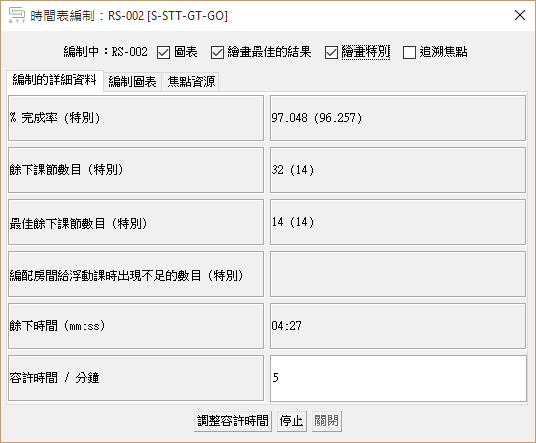 STT 時間表編制：RS-002 [S-STT-GT-GO]
編制中：RS-002 圖表 繪畫最佳的結果 繪畫特別 追溯焦點
編制的詳細資料 編制圖表 焦點資源
% 完成率 (特別) 97.048 (96.257)
餘下課節數目 (特別) 32 (14)
最佳餘下課節數目 (特別) 14 (14)
編配房間給浮動課時出現不足的數目 (特別)
餘下時間 (mm:ss) 04:27
容許時間 / 分鐘 5
調整容許時間 停止 關閉